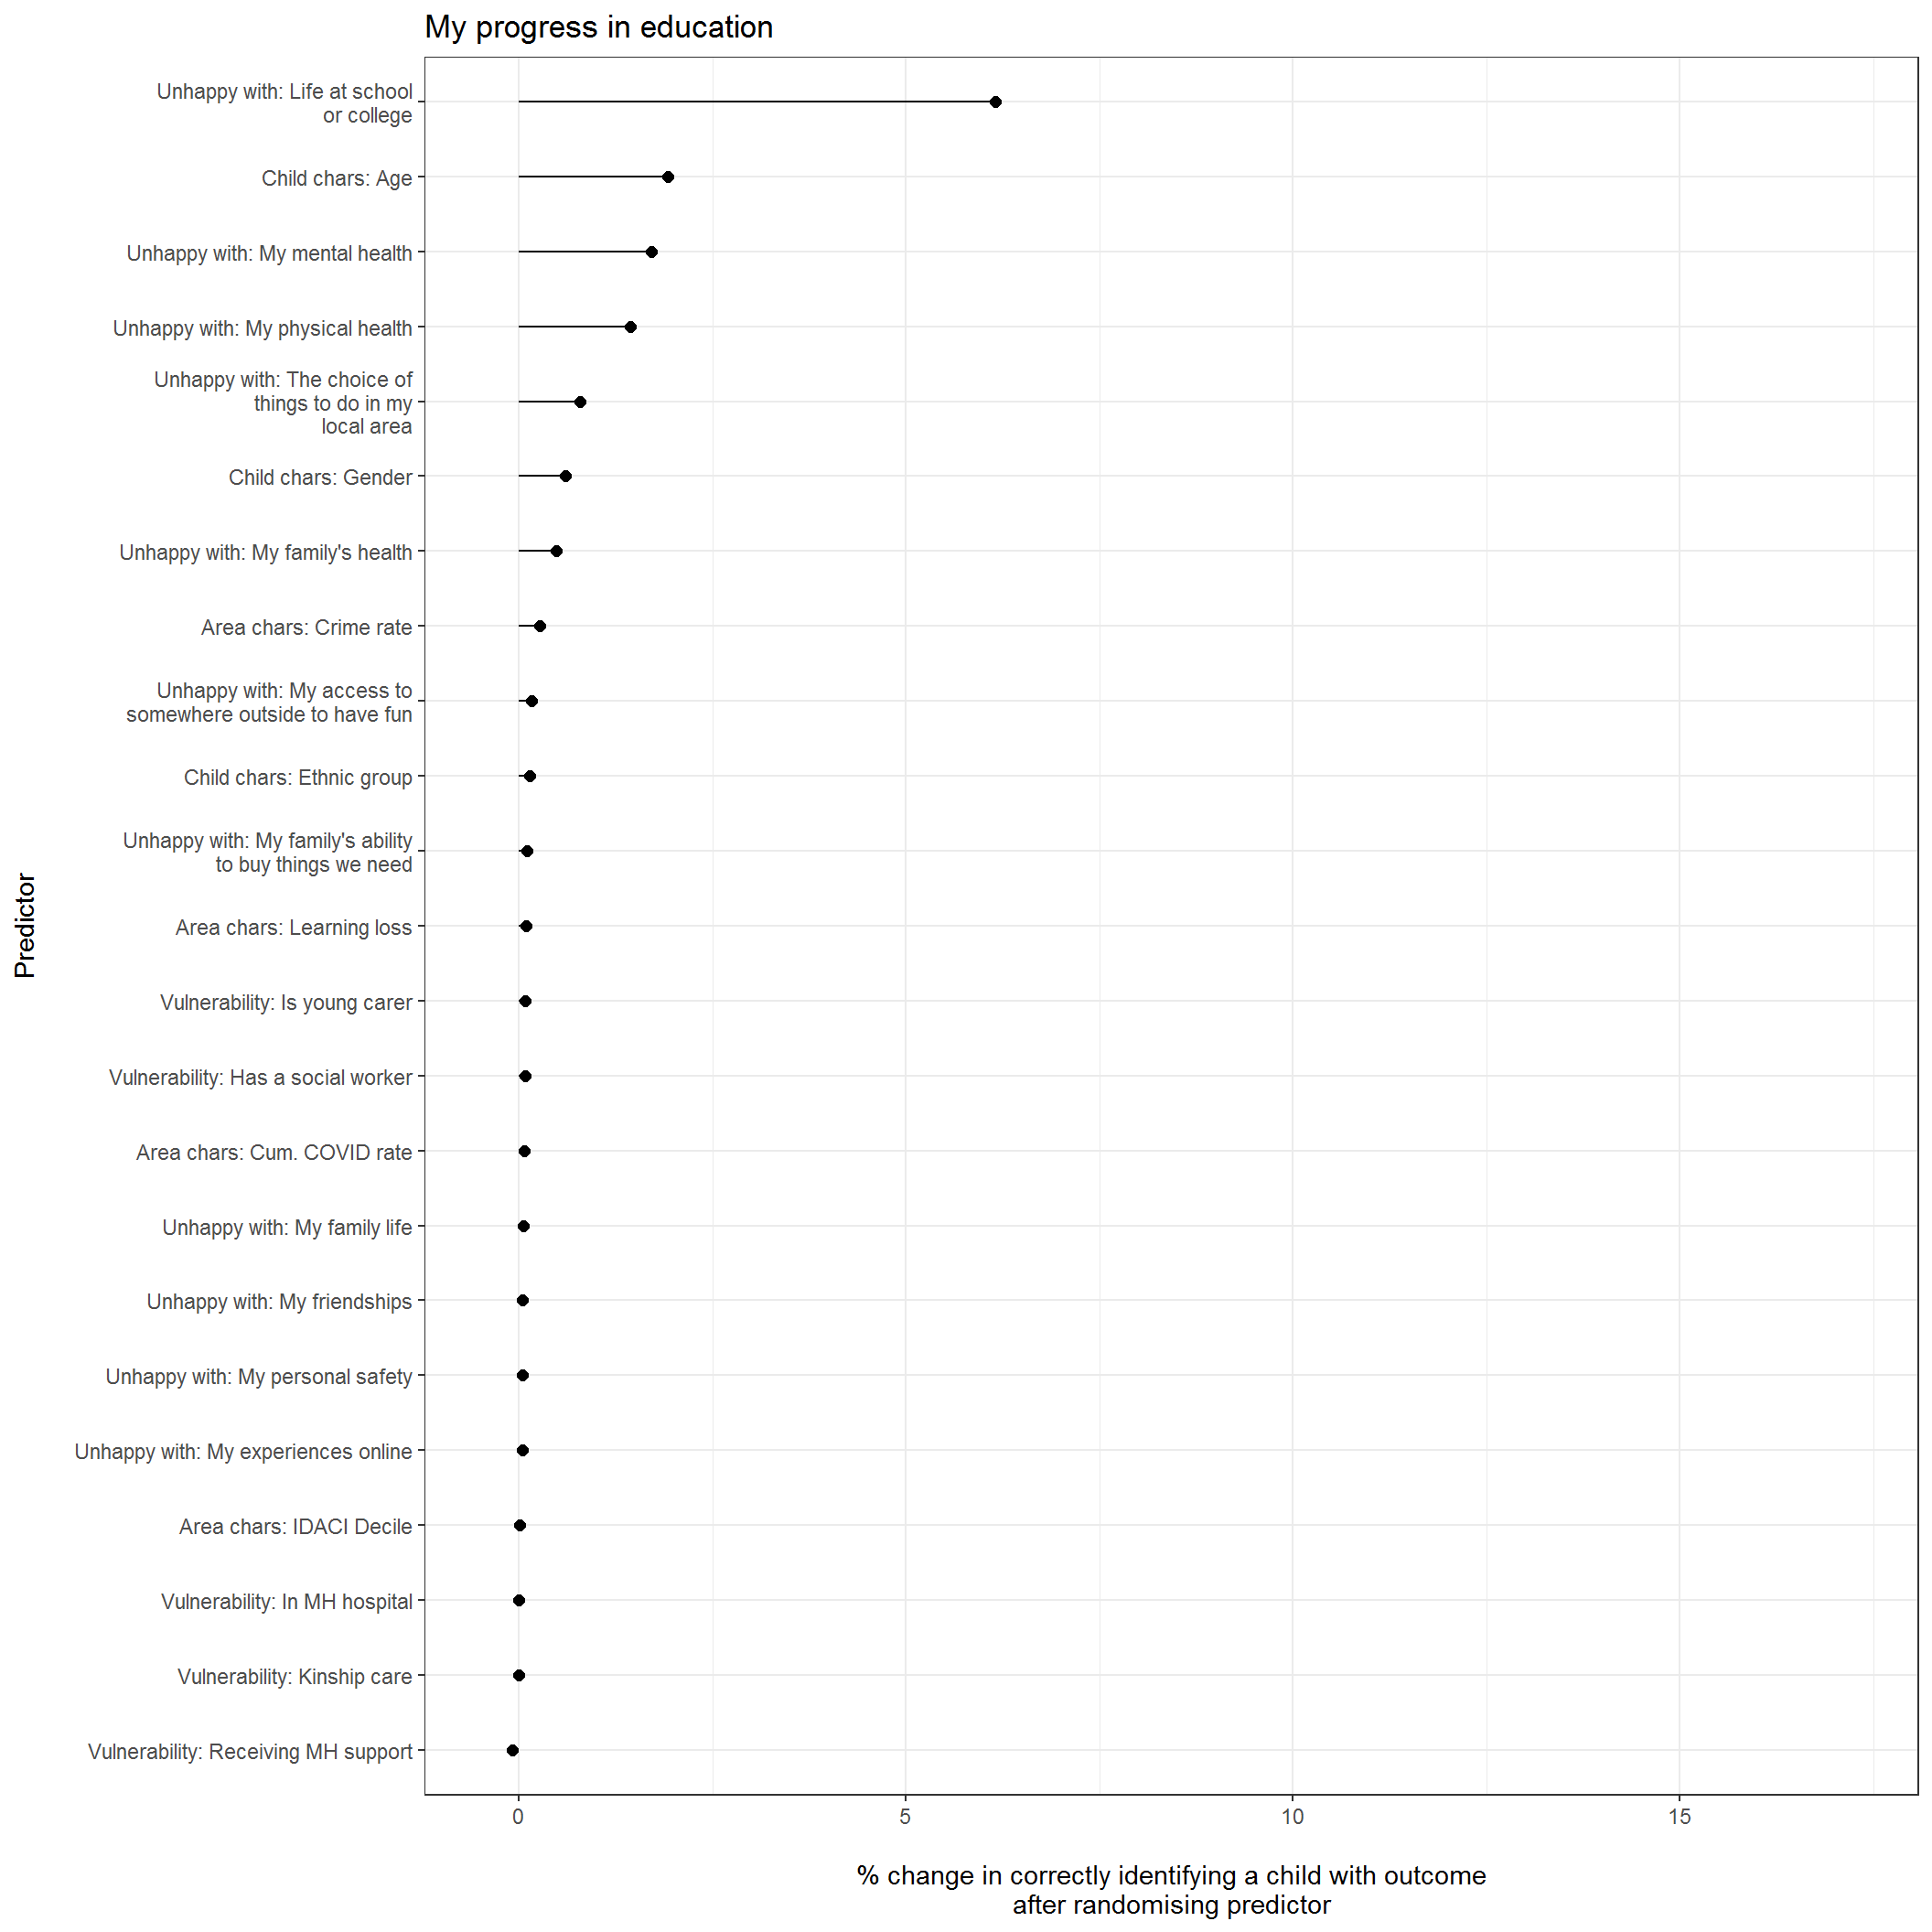 My progress in education
Unhappy with: Life at school
or college
Child chars: Age
Unhappy with: My mental health
Unhappy with: My physical health
Unhappy with: The choice of
things to do in my
local area
Child chars: Gender
Unhappy with: My family's health
Area chars: Crime rate
Unhappy with: My access to
somewhere outside to have fun
Child chars: Ethnic group
Unhappy with: My family's ability
to buy things we need
Area chars: Learning loss
Vulnerability: Is young carer
Vulnerability: Has a social worker
Area chars: Cum. COVID rate
Unhappy with: My family life
Unhappy with: My friendships
Unhappy with: My personal safety
Unhappy with: My experiences online
Area chars: IDACI Decile
Vulnerability: In MH hospital
Vulnerability: Kinship care
Vulnerability: Receiving MH support
Predictor
0 5 10 15
% change in correctly identifying a child with outcome
after randomising predictor